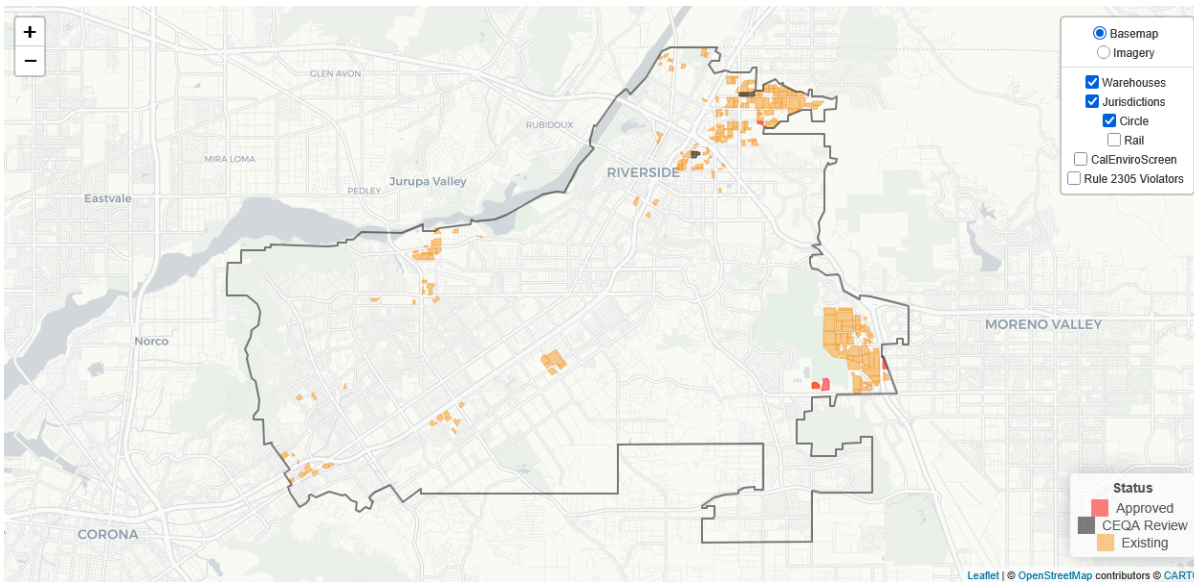 +
−
GLEN AVON
RUBIDOUX
MIRA LOMA
PEDLEY
Jurupa Valley
Eastvale
RIVERSIDE
Norco
MORENO VALLEY
CORONA
Basemap
Imagery
Warehouses
Jurisdictions
Circle
Rail
CalEnviroScreen
Rule 2305 Violators
Status
Approved
CEQA Review
Existing
Leaflet | © OpenStreetMap contributors © CART